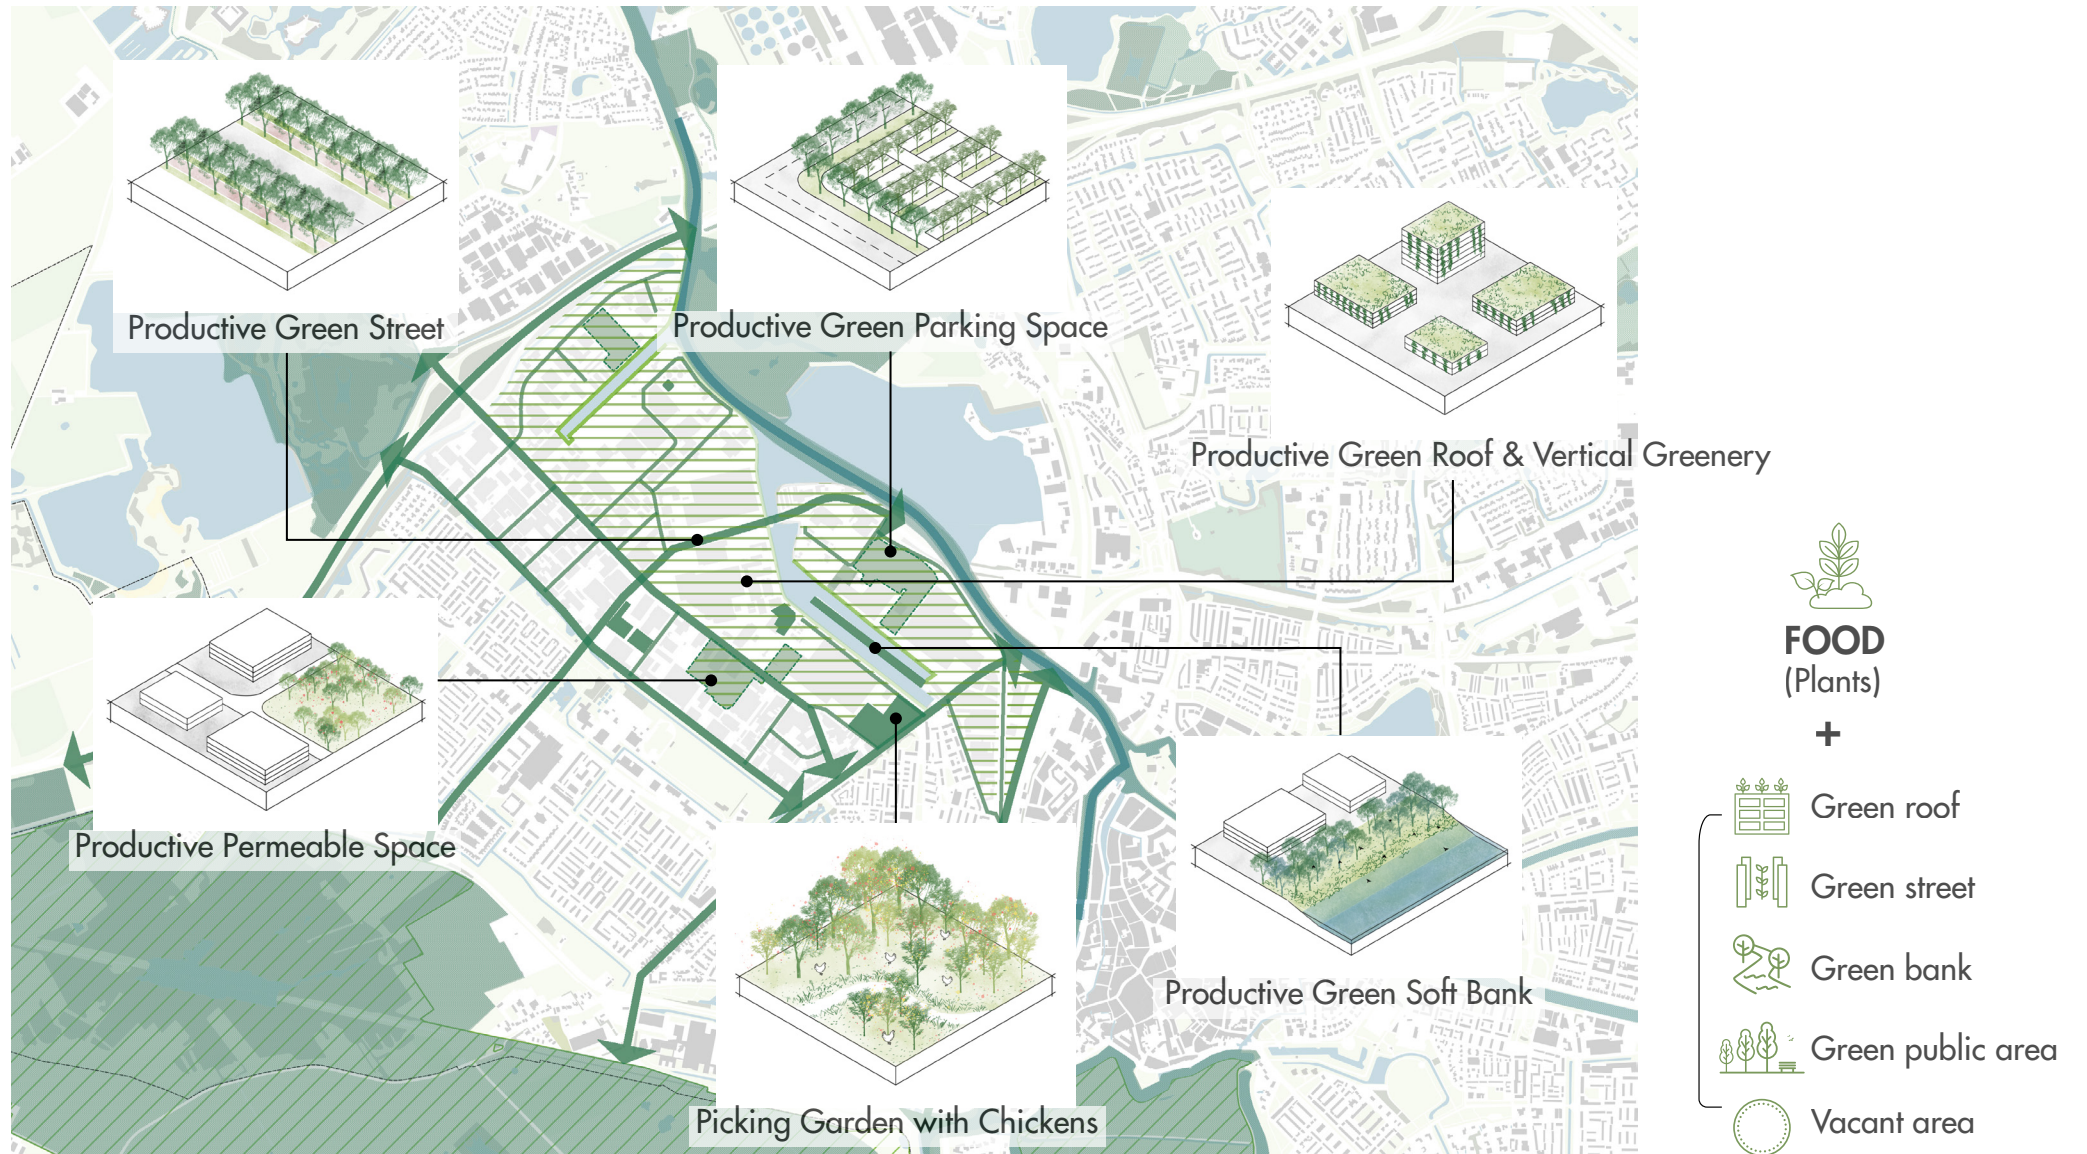 Productive Green Street
Productive Green Parking Space
Productive Green Roof & Vertical Greenery
Productive Permeable Space
Productive Green Soft Bank
Picking Garden with Chickens
FOOD
(Plants)
+
Green roof
Green street
Green bank
Green public area
Vacant area